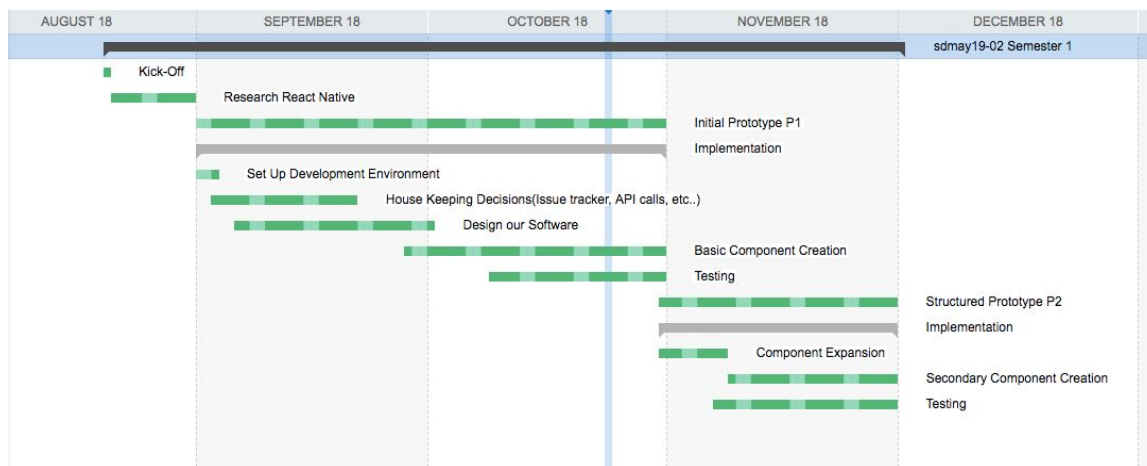 AUGUST 18 SEPTEMBER 18 OCTOBER 18 NOVEMBER 18 DECEMBER 18
sdmay19-02 Semester 1
Kick-Off
Research React Native
Initial Prototype P1
Implementation
Set Up Development Environment
House Keeping Decisions(Issue tracker, API calls, etc..)
Design our Software
Basic Component Creation
Testing
Structured Prototype P2
Implementation
Component Expansion
Secondary Component Creation
Testing